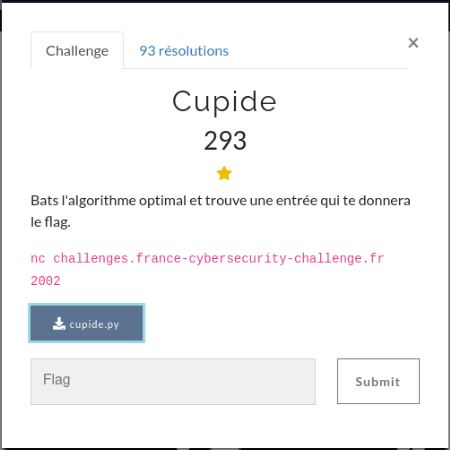 Challenge
93 résolutions
×
Cupide
293
Bats l'algorithme optimal et trouve une entrée qui te donnera
le flag.
nc challenges.france-cybersecurity-challenge.fr
2002
cupide.py
Flag
Submit